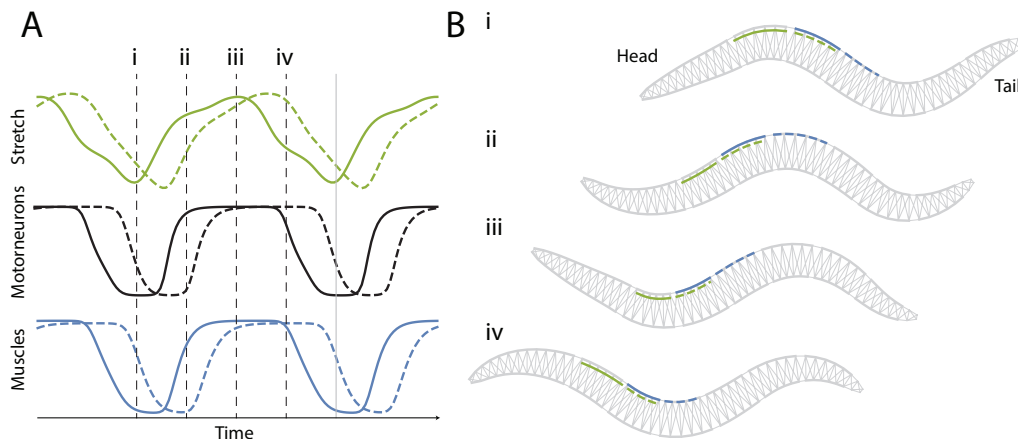 A
i ii iii iv
Stretch
Motorneurons
Muscles
Time
B
i
Head
Tail
ii
iii
iv